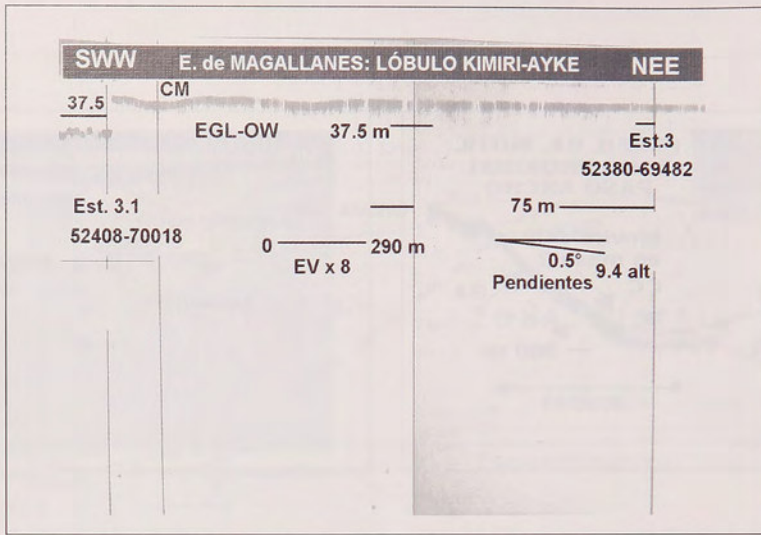 SWW E. de MAGALLANES: LÓBULO KIMIRI-AYKE NEE
CM
37.5
EGL-OW 37.5 m
Est.3
52380-69482
Est. 3.1
75 m
52408-70018
0 290 m
EV x 8
0.5°
9.4 alt
Pendientes